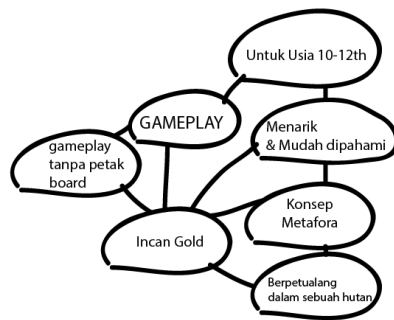 Untuk Usia 10-12th
GAMEPLAY
Menarik
& Mudah dipahami
gameplay
tanpa petak
board
Konsep
Metafora
Incan Gold
Berpetualang
dalam sebuah hutan